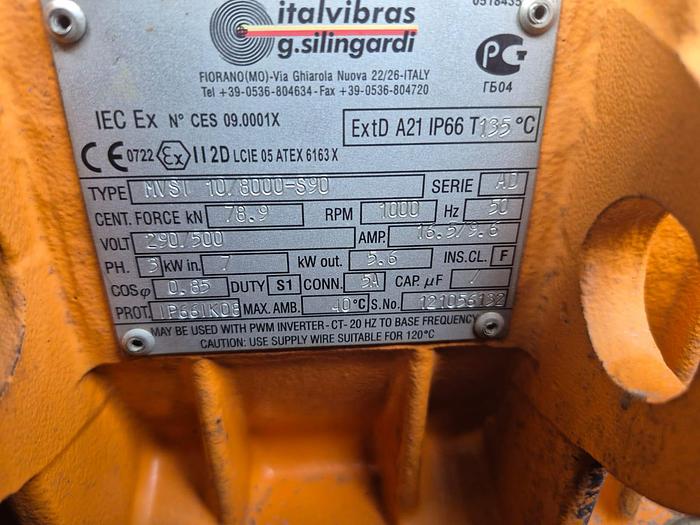 0518435
italvibras
g.silingardi
FIORANO(MO)-Via Ghiarola Nuova 22/26-ITALY
Tel +39-0536-804634-Fax +39-0536-804720
PG
ГБ04
IEC Ex N° CES 09.0001X
ExtD A21 IP66 T135°C
CE 0722 Ex II 2D LCIE 05 ATEX 6163 X
TYPE MVSI 10/8000-S90 SERIE AD
CENT. FORCE kN 78.9 RPM 1000 Hz 50
VOLT 290/500 AMP. 16.5/9.6
PH. 3 kW in. 7 kW out. 5.6 INS.CL. F
COSφ 0.85 DUTY S1 CONN. 5A CAP. µF /
PROT. IP66IK08 MAX. AMB. 40°C S.No. 121056132
MAY BE USED WITH PWM INVERTER -CT- 20 HZ TO BASE FREQUENCY
CAUTION: USE SUPPLY WIRE SUITABLE FOR 120°C